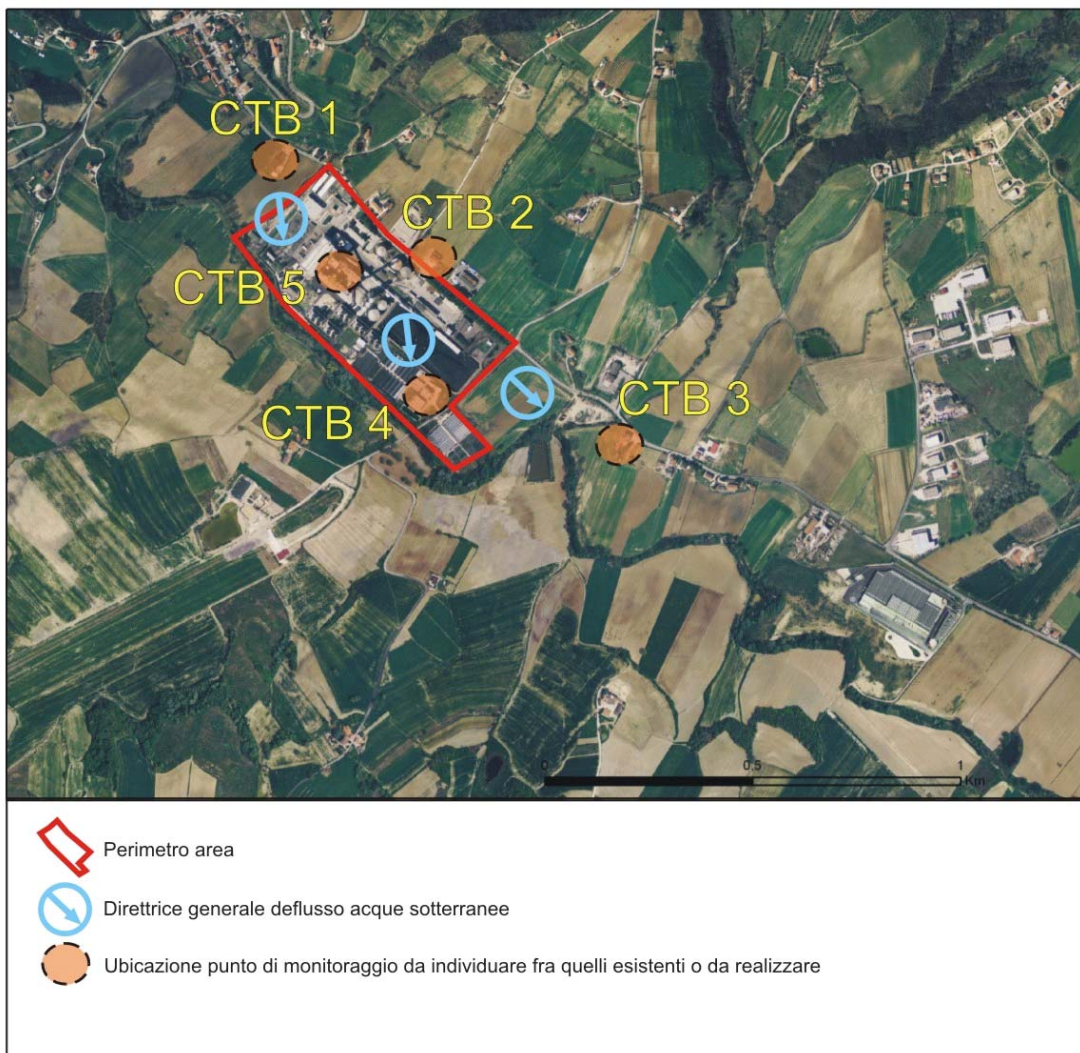 CTB 1
CTB 2
CTB 5
CTB 3
CTB 4
0 0.5 1
Km
Perimetro area
Direttrice generale deflusso acque sotterranee
Ubicazione punto di monitoraggio da individuare fra quelli esistenti o da realizzare